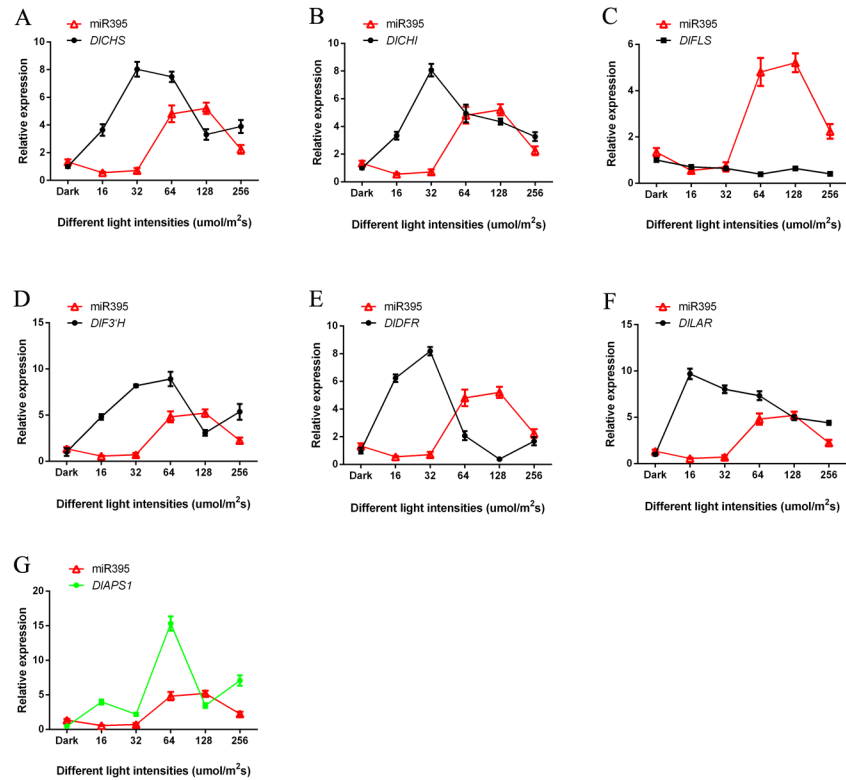 A
miR395
DlCHS
Relative expression
10
8
6
4
2
0
Dark 16 32 64 128 256
Different light intensities (umol/m²s)
B
miR395
DlCHI
Relative expression
10
8
6
4
2
0
Dark 16 32 64 128 256
Different light intensities (umol/m²s)
C
miR395
DlFLS
Relative expression
6
4
2
0
Dark 16 32 64 128 256
Different light intensities (umol/m²s)
D
miR395
DlF3'H
Relative expression
15
10
5
0
Dark 16 32 64 128 256
Different light intensities (umol/m²s)
E
miR395
DlDFR
Relative expression
10
8
6
4
2
0
Dark 16 32 64 128 256
Different light intensities (umol/m²s)
F
miR395
DlLAR
Relative expression
15
10
5
0
Dark 16 32 64 128 256
Different light intensities (umol/m²s)
G
miR395
DlAPS1
Relative expression
20
15
10
5
0
Dark 16 32 64 128 256
Different light intensities (umol/m²s)